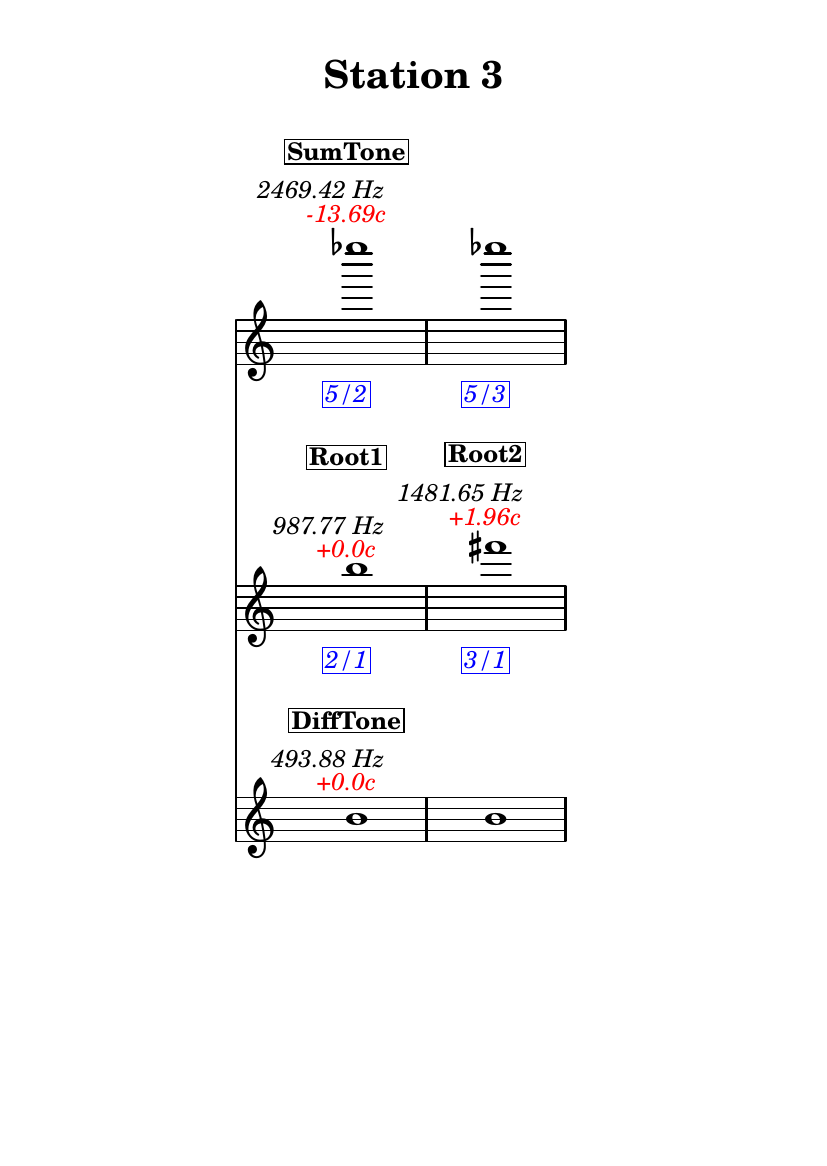 Station 3
SumTone
2469.42 Hz
-13.69c
5/2
5/3
Root1
Root2
987.77 Hz
1481.65 Hz
+0.0c
+1.96c
2/1
3/1
DiffTone
493.88 Hz
+0.0c